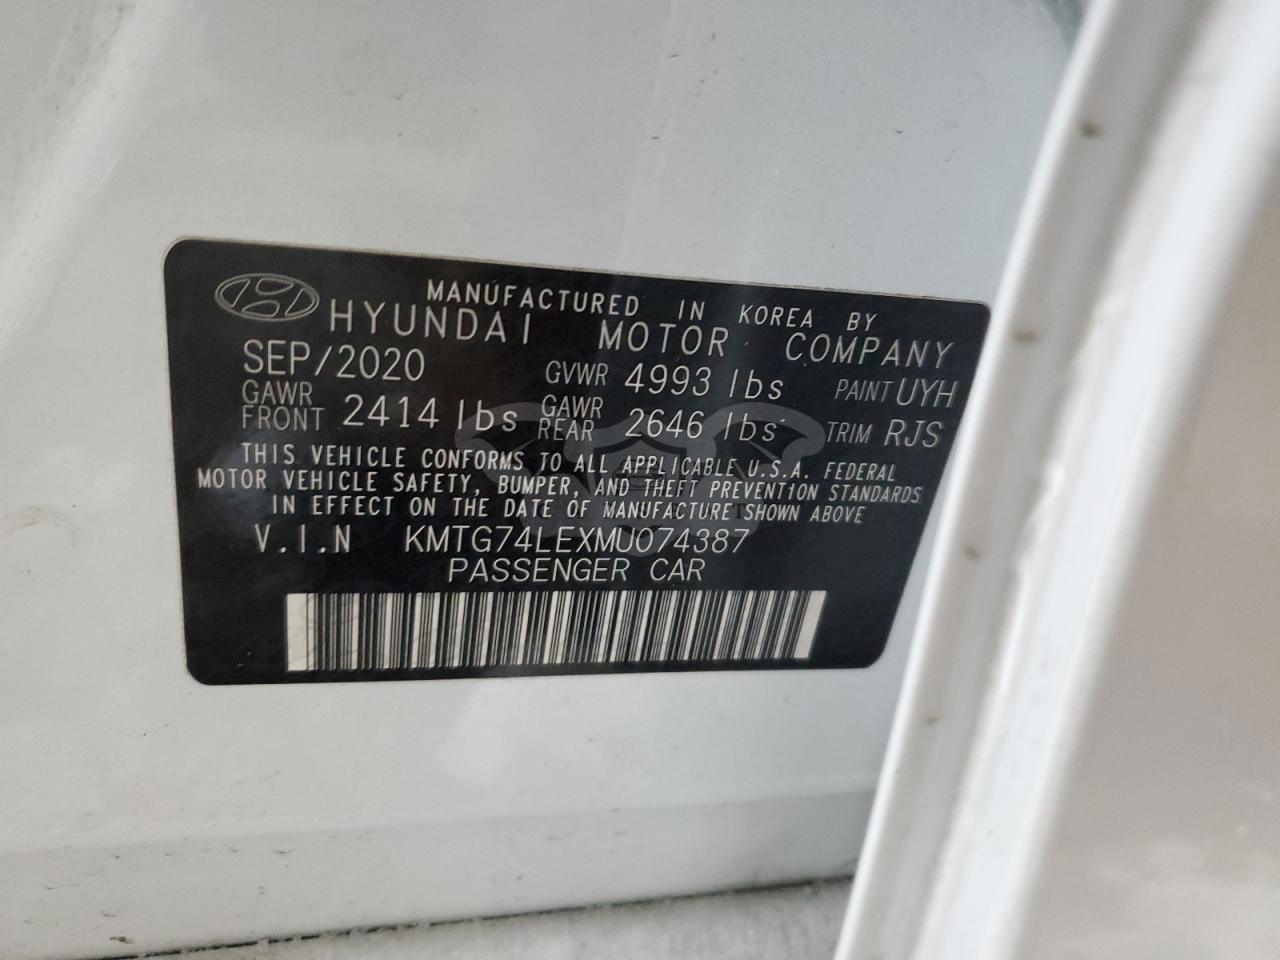 MANUFACTURED IN KOREA BY
HYUNDAI MOTOR COMPANY
SEP/2020 GVWR 4993 lbs PAINT UYH
GAWR FRONT 2414 lbs GAWR REAR 2646 lbs TRIM RJS
THIS VEHICLE CONFORMS TO ALL APPLICABLE U.S.A. FEDERAL
MOTOR VEHICLE SAFETY, BUMPER, AND THEFT PREVENTION STANDARDS
IN EFFECT ON THE DATE OF MANUFACTURE SHOWN ABOVE
V.I.N KMTG74LEXMU074387
PASSENGER CAR